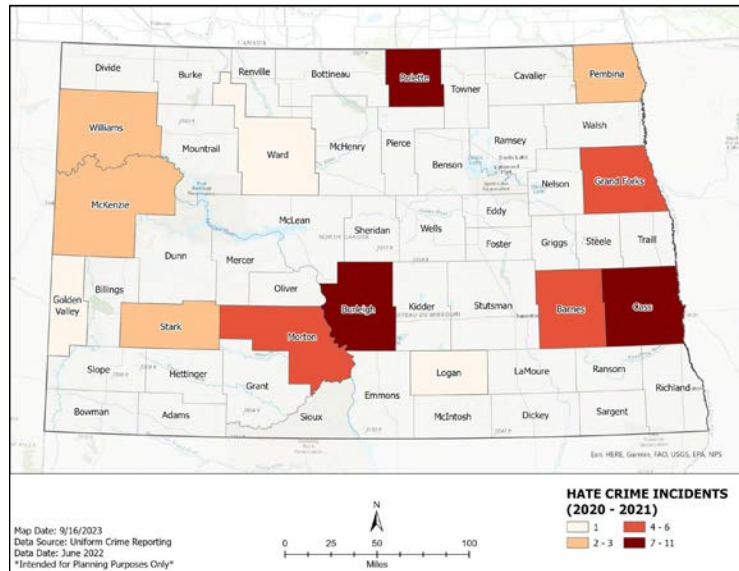 CANADA
Divide
Burke
Renville
Bottineau
Rolette
Towner
Cavalier
Pembina
Williams
Mountrail
Ward
McHenry
Pierce
Ramsey
Walsh
Benson
Nelson
Grand Forks
McKenzie
McLean
Sheridan
Wells
Eddy
Foster
Griggs
Steele
Traill
NORTH DAKOTA
Dunn
Mercer
Oliver
Golden
Valley
Billings
Burleigh
Kidder
Stutsman
Barnes
Cass
Stark
Morton
Slope
Hettinger
Grant
Logan
LaMoure
Ransom
Richland
Emmons
Bowman
Adams
Sioux
McIntosh
Dickey
Sargent
Esri, HERE, Garmin, FAO, USGS, EPA, NPS
HATE CRIME INCIDENTS
(2020 - 2021)
1
4 - 6
2 - 3
7 - 11
N
0 25 50 100
Miles
Map Date: 9/16/2023
Data Source: Uniform Crime Reporting
Data Date: June 2022
*Intended for Planning Purposes Only*